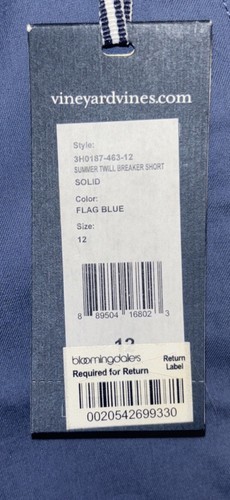 vineyardvines.com
Style:
3H0187-463-12
SUMMER TWILL BREAKER SHORT
SOLID
Color:
FLAG BLUE
Size:
12
8 89504 16802 3
12
bloomingdales Return
Required for Return Label
0020542699330